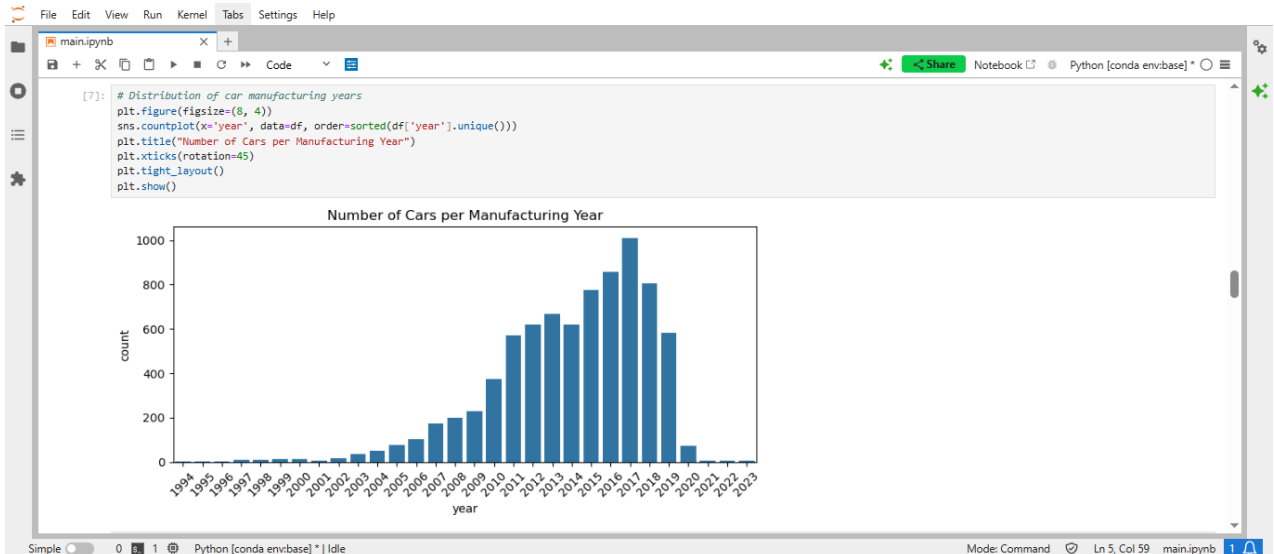 File Edit View Run Kernel Tabs Settings Help
main.ipynb
Code
Share Notebook Python [conda env:base] *
[7]: # Distribution of car manufacturing years
plt.figure(figsize=(8, 4))
sns.countplot(x='year', data=df, order=sorted(df['year'].unique()))
plt.title("Number of Cars per Manufacturing Year")
plt.xticks(rotation=45)
plt.tight_layout()
plt.show()
Number of Cars per Manufacturing Year
1000
800
600
400
200
0
count
1994 1995 1996 1997 1998 1999 2000 2001 2002 2003 2004 2005 2006 2007 2008 2009 2010 2011 2012 2013 2014 2015 2016 2017 2018 2019 2020 2021 2022 2023
year
Simple 0 s_ 1 Python [conda env:base] * | Idle Mode: Command Ln 5, Col 59 main.ipynb 1